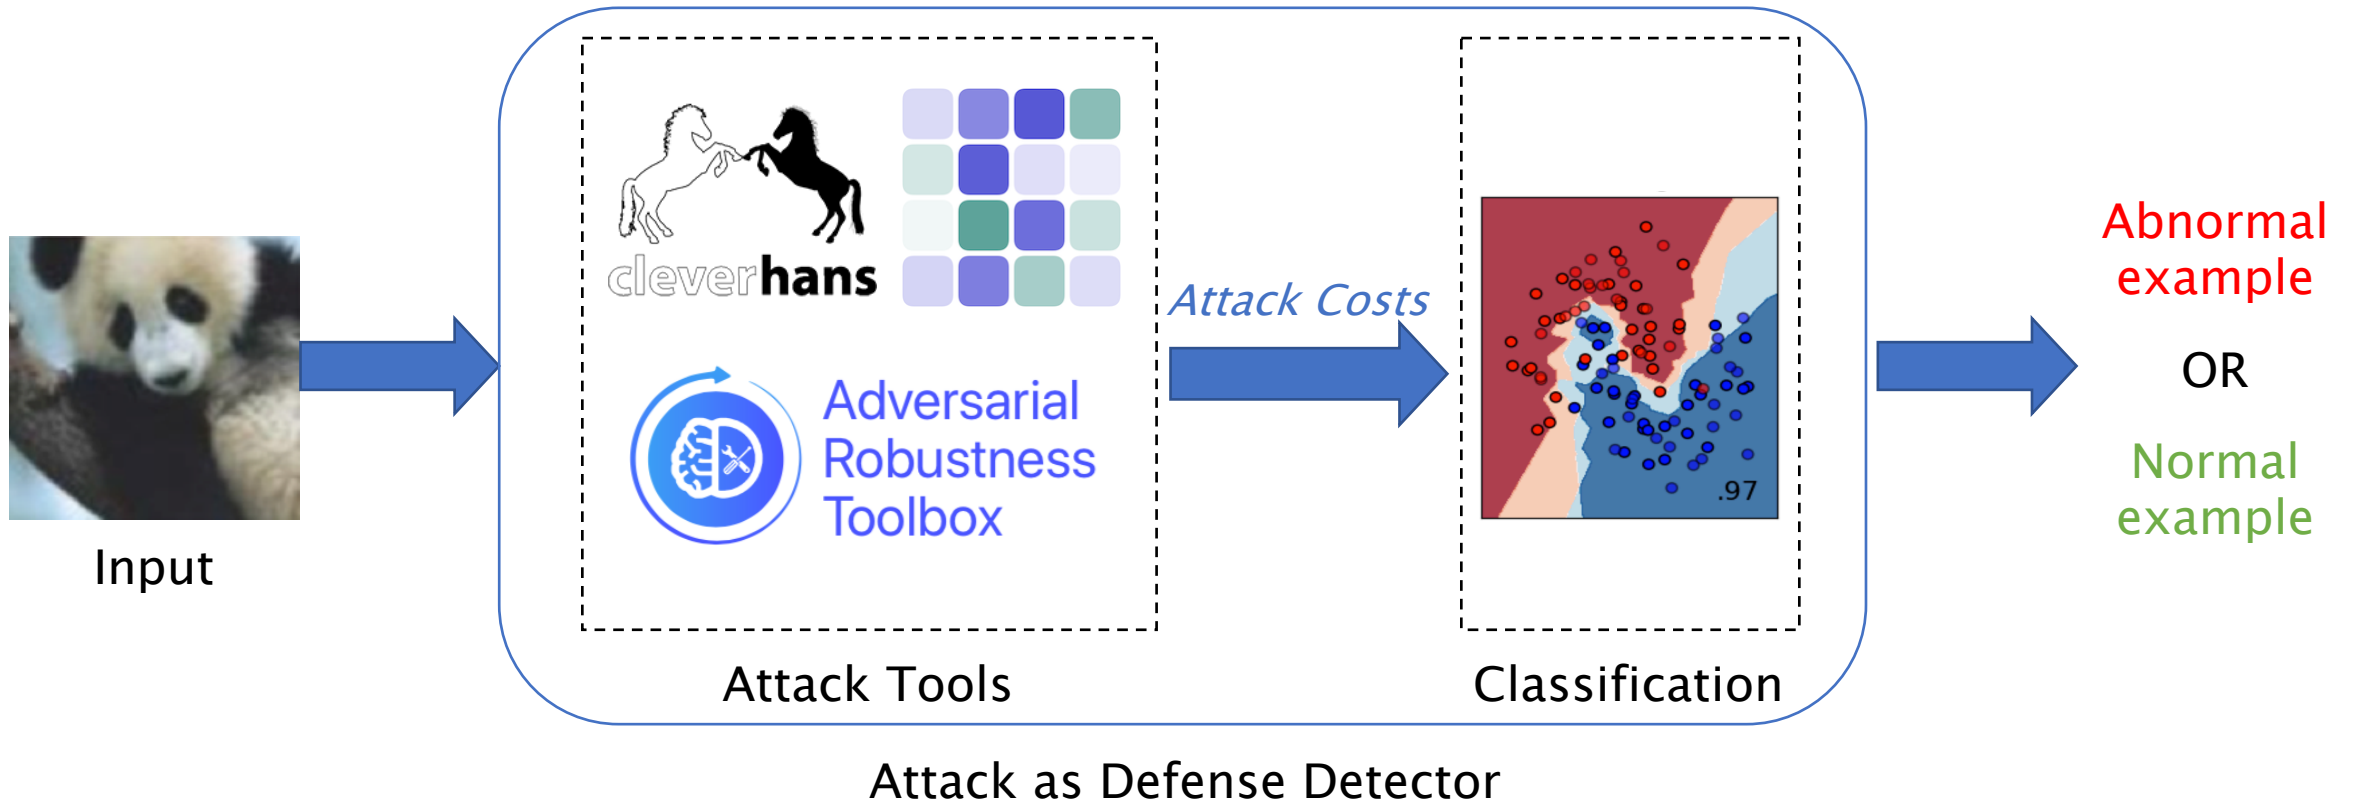 Input
cleverhans
Adversarial
Robustness
Toolbox
Attack Tools
Attack Costs
.97
Classification
Abnormal
example
OR
Normal
example
Attack as Defense Detector